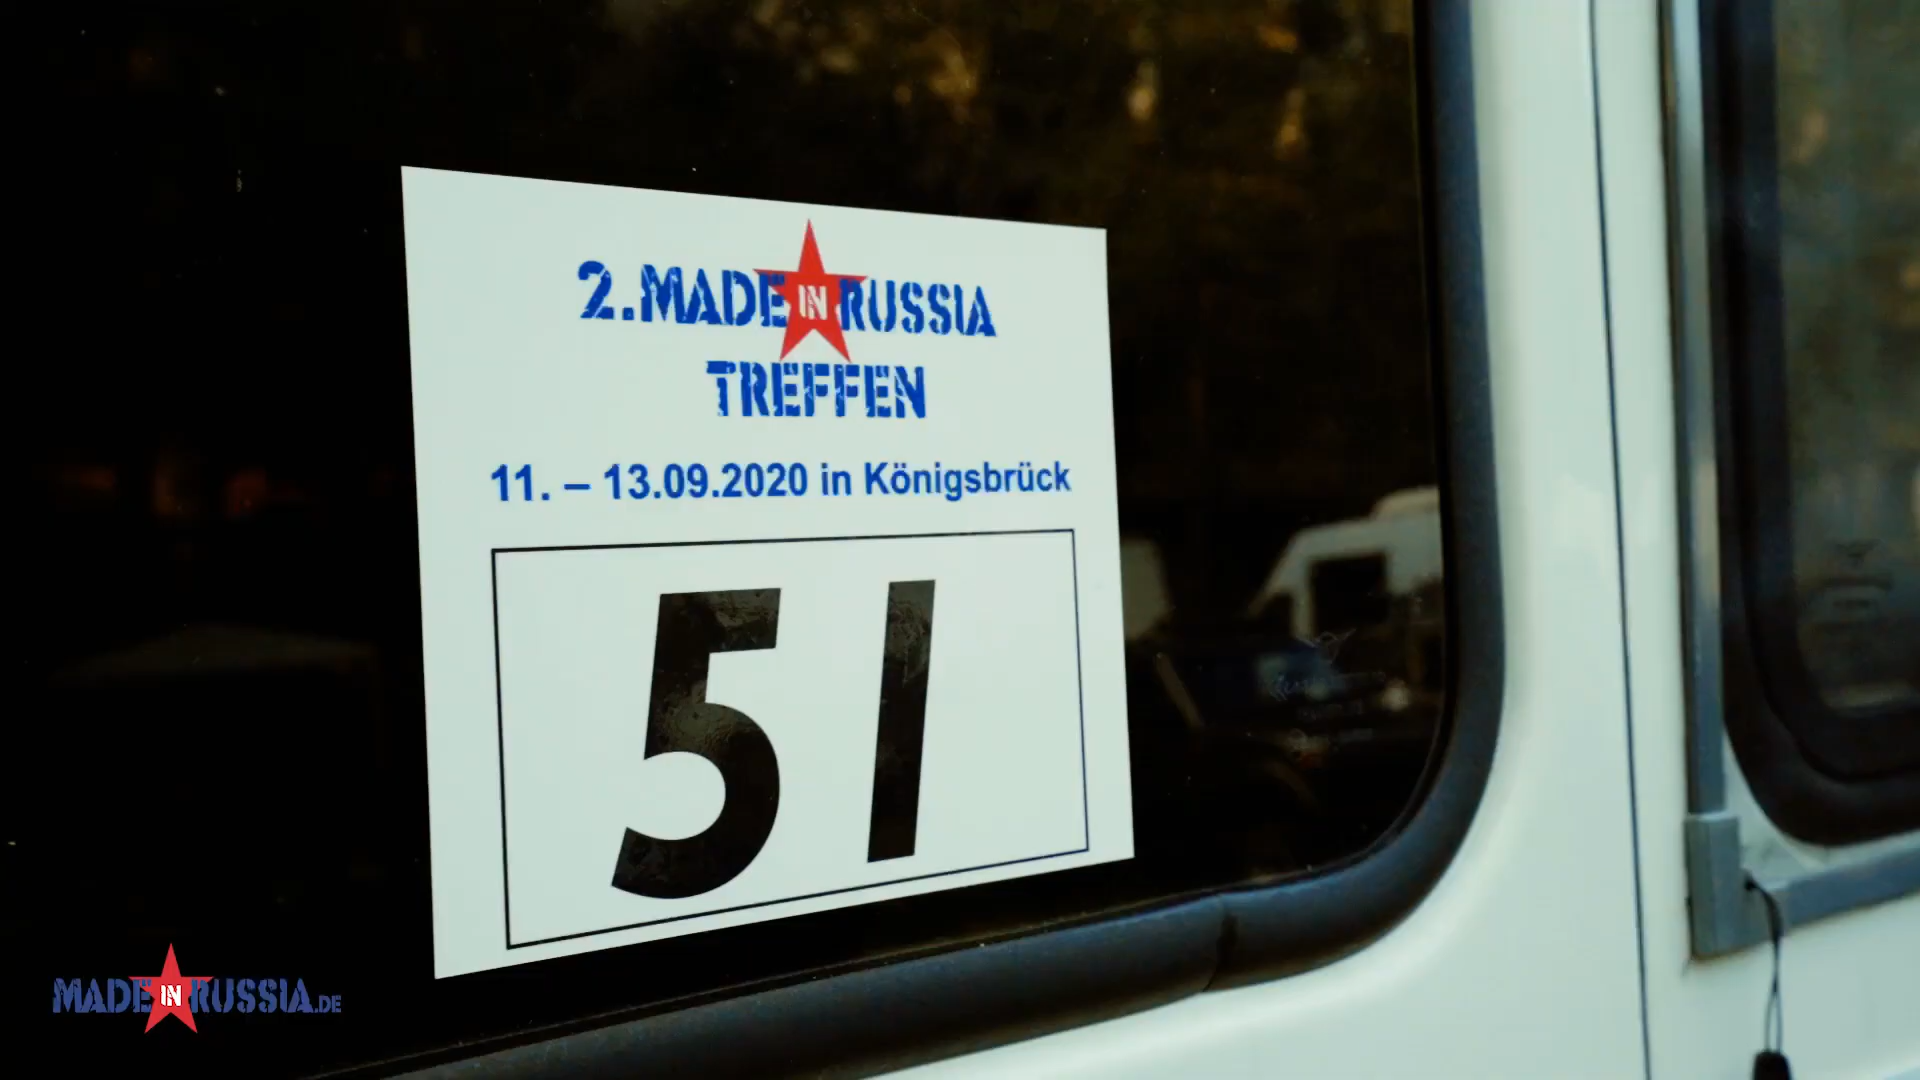 2. MADE IN RUSSIA
TREFFEN
11. – 13.09.2020 in Königsbrück
51
MADE IN RUSSIA.DE